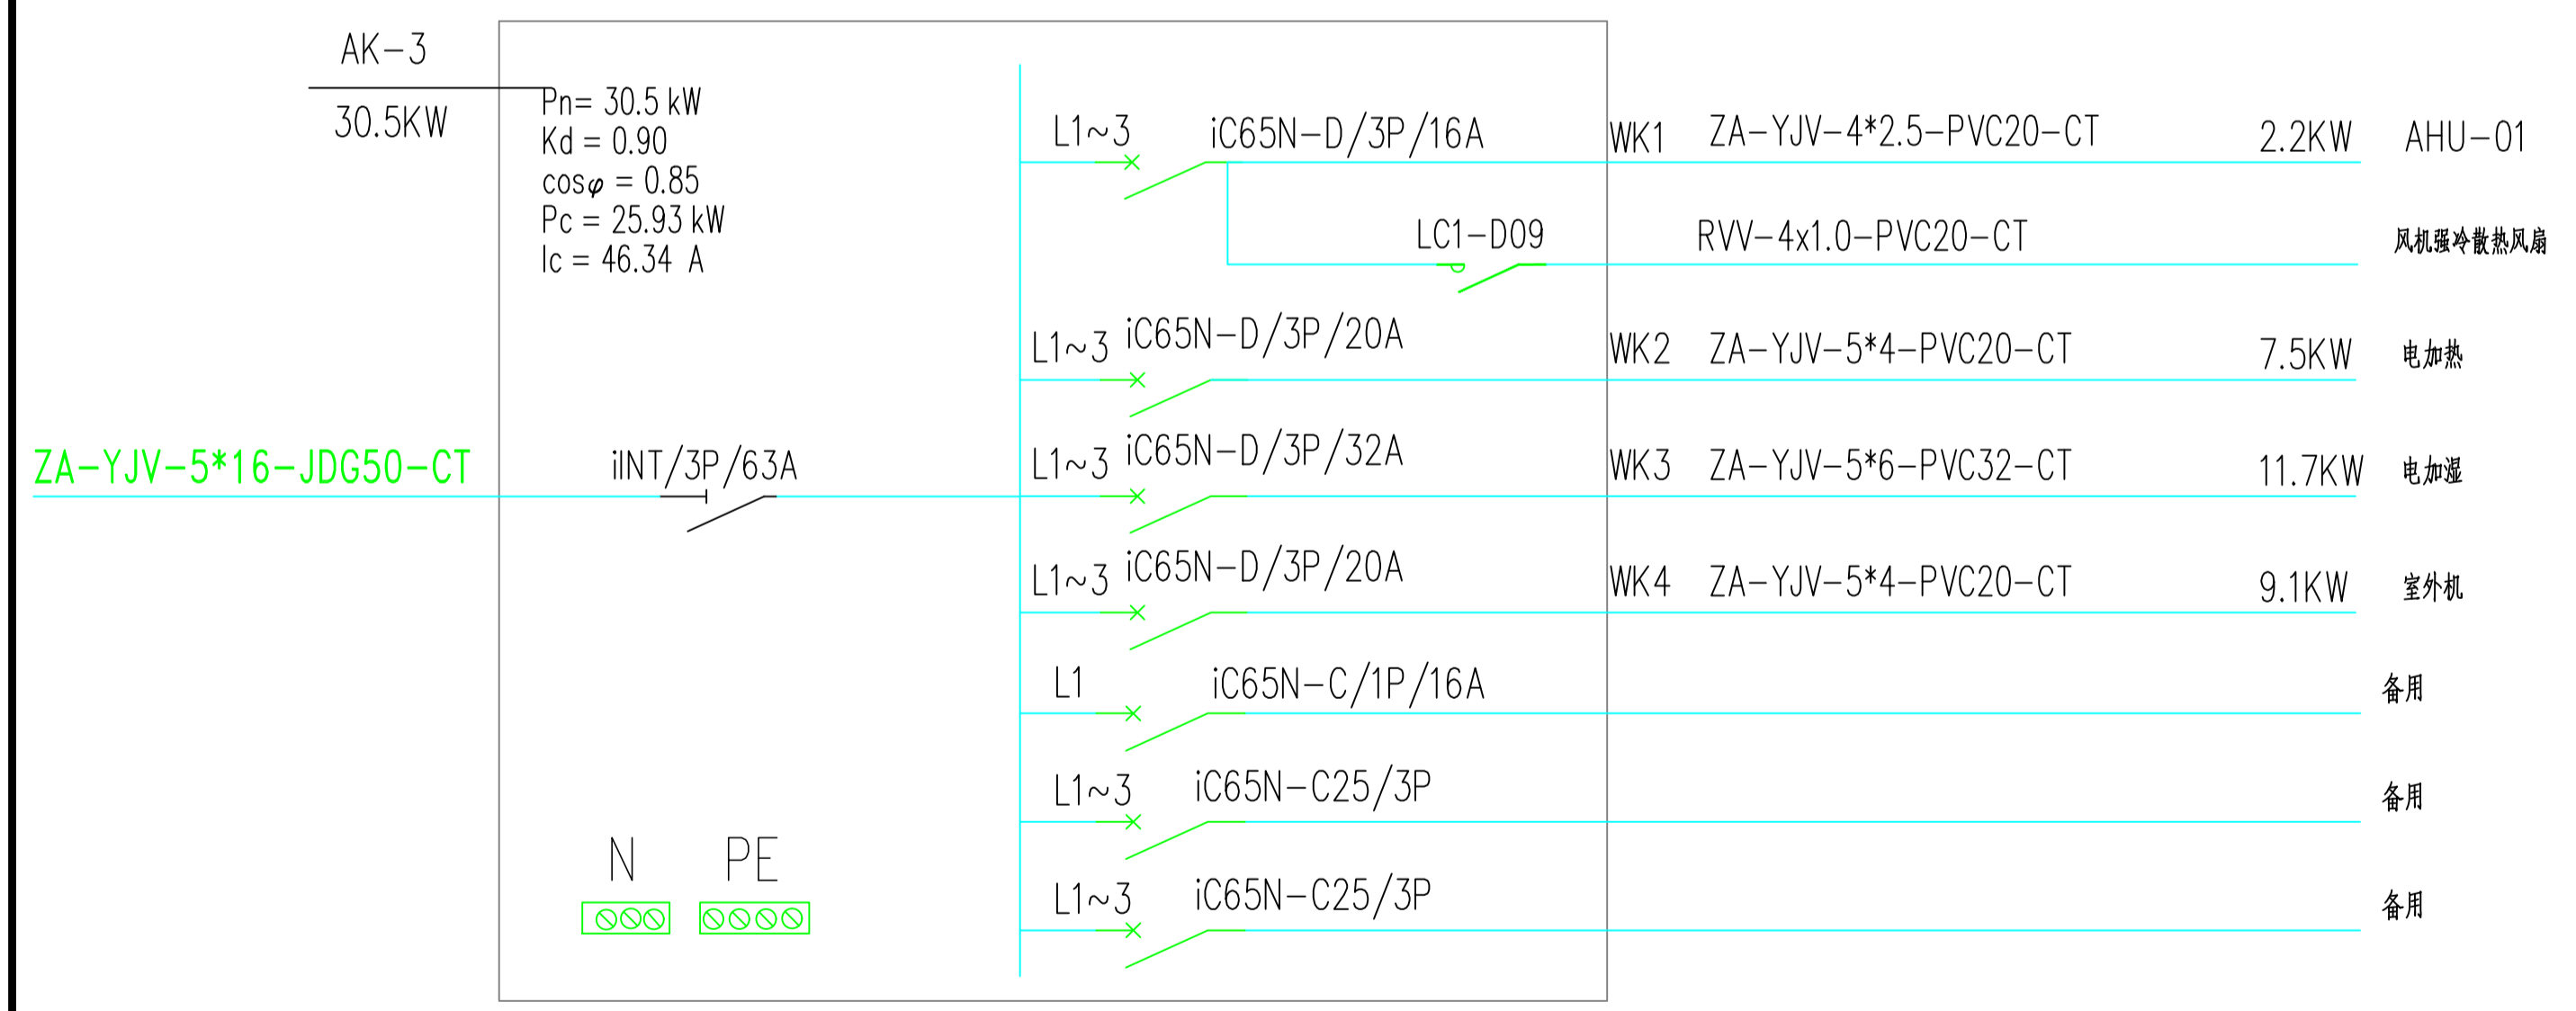 AK-3
30.5KW
Pn= 30.5 kW
Kd = 0.90
cosφ = 0.85
Pc = 25.93 kW
Ic = 46.34 A
L1~3 iC65N-D/3P/16A WK1 ZA-YJV-4*2.5-PVC20-CT 2.2KW AHU-01
LC1-D09 RVV-4x1.0-PVC20-CT 风机强冷散热风扇
L1~3 iC65N-D/3P/20A WK2 ZA-YJV-5*4-PVC20-CT 7.5KW 电加热
ZA-YJV-5*16-JDG50-CT iINT/3P/63A L1~3 iC65N-D/3P/32A WK3 ZA-YJV-5*6-PVC32-CT 11.7KW 电加湿
L1~3 iC65N-D/3P/20A WK4 ZA-YJV-5*4-PVC20-CT 9.1KW 室外机
L1 iC65N-C/1P/16A 备用
L1~3 iC65N-C25/3P 备用
N PE
L1~3 iC65N-C25/3P 备用